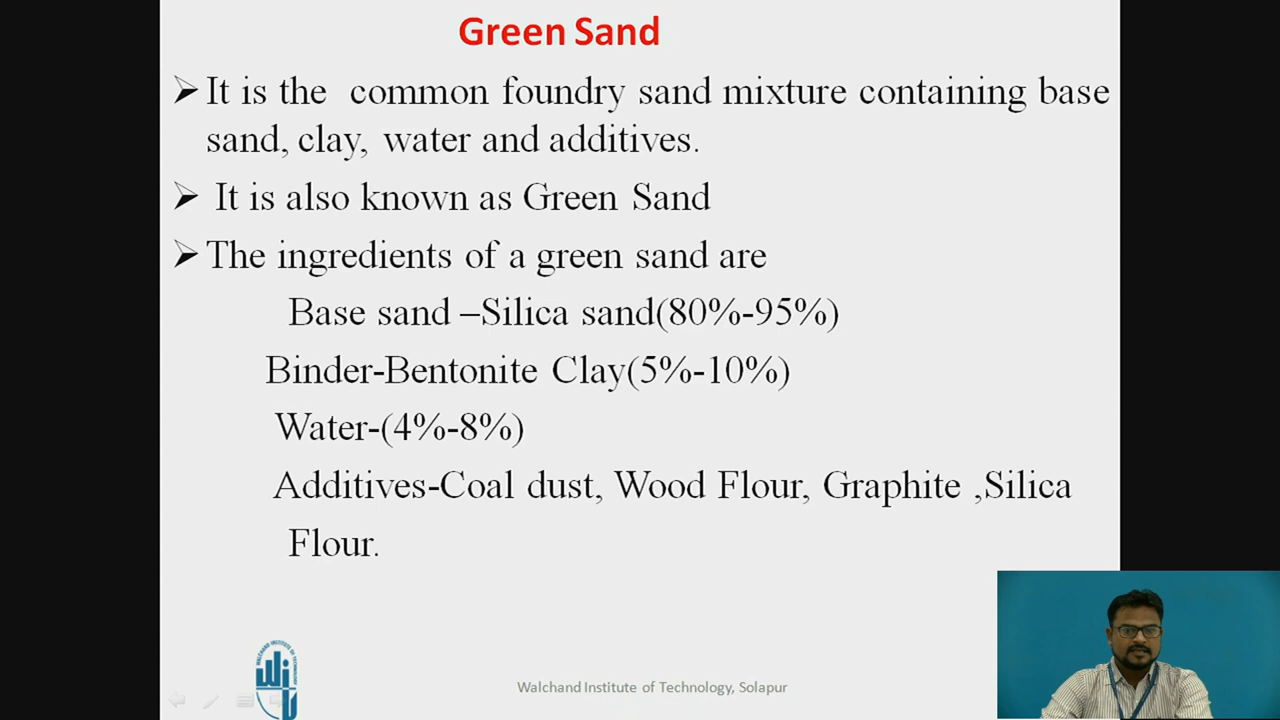 Green Sand
➢ It is the common foundry sand mixture containing base
sand, clay, water and additives.
➢ It is also known as Green Sand
➢ The ingredients of a green sand are
Base sand –Silica sand(80%-95%)
Binder-Bentonite Clay(5%-10%)
Water-(4%-8%)
Additives-Coal dust, Wood Flour, Graphite ,Silica
Flour.
Walchand Institute of Technology, Solapur